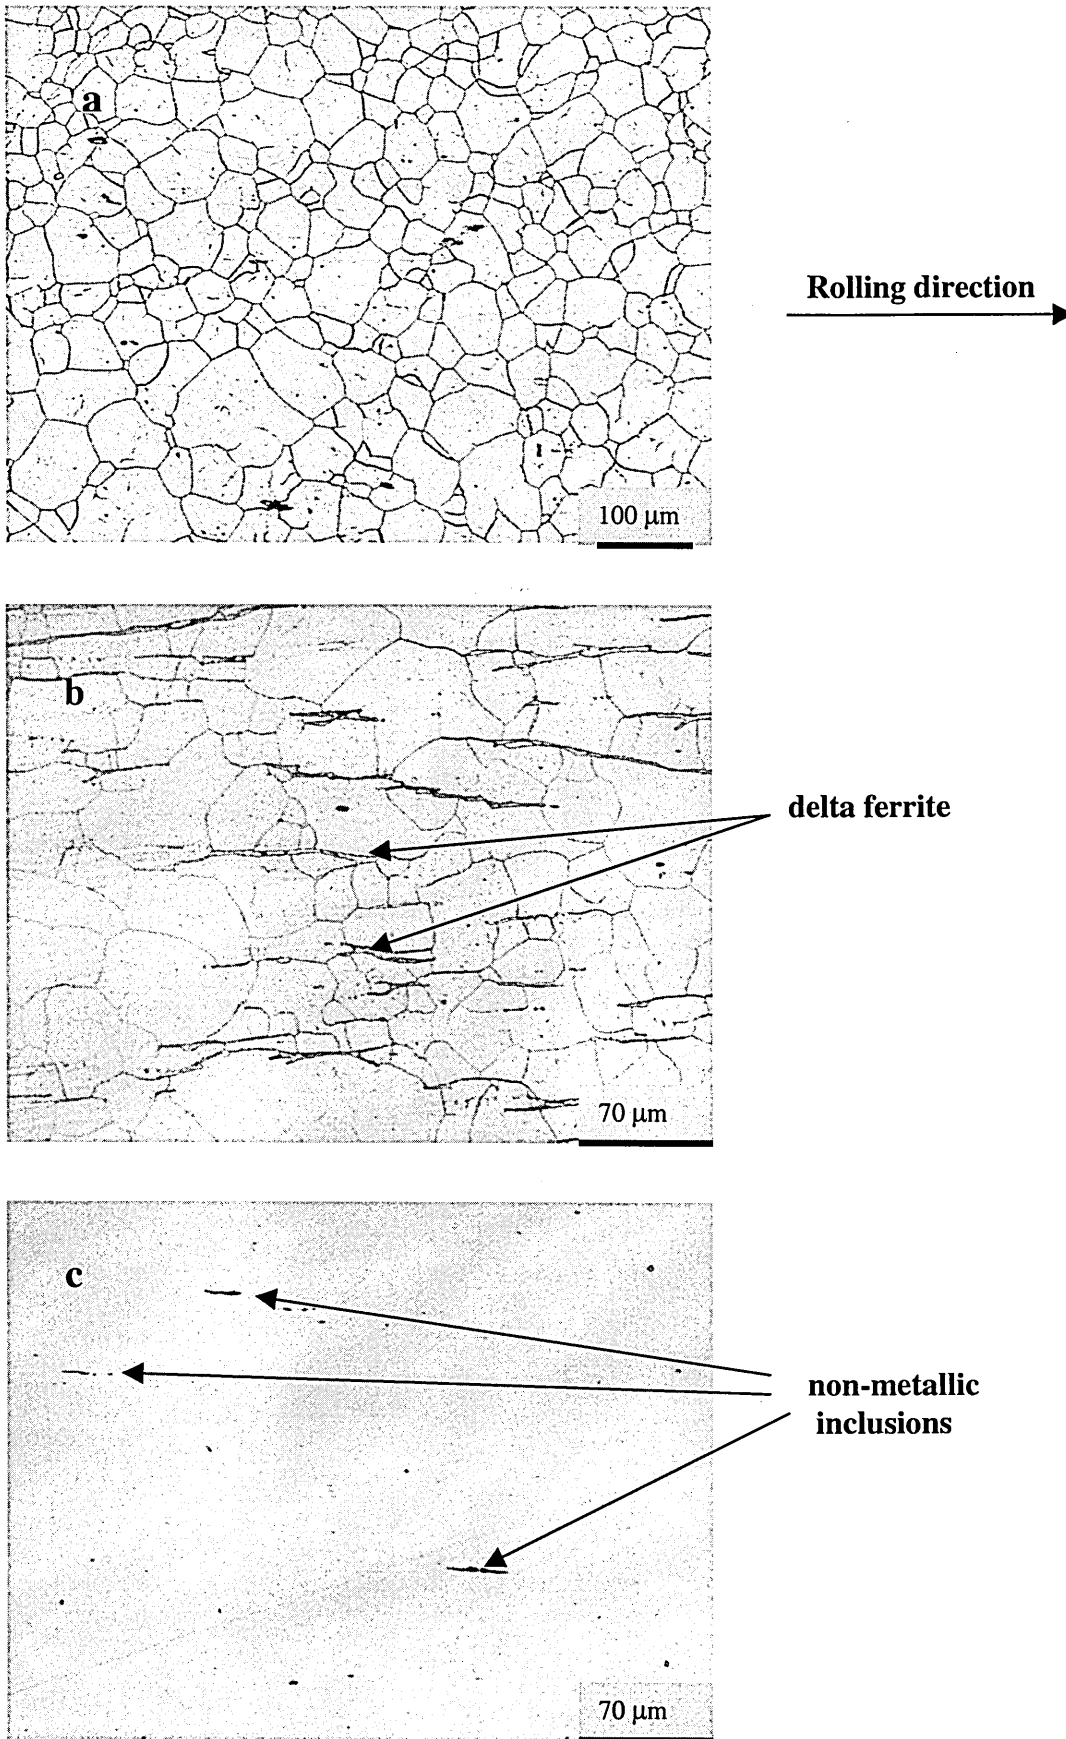 a
Rolling direction
100 µm
b
delta ferrite
70 µm
c
non-metallic
inclusions
70 µm